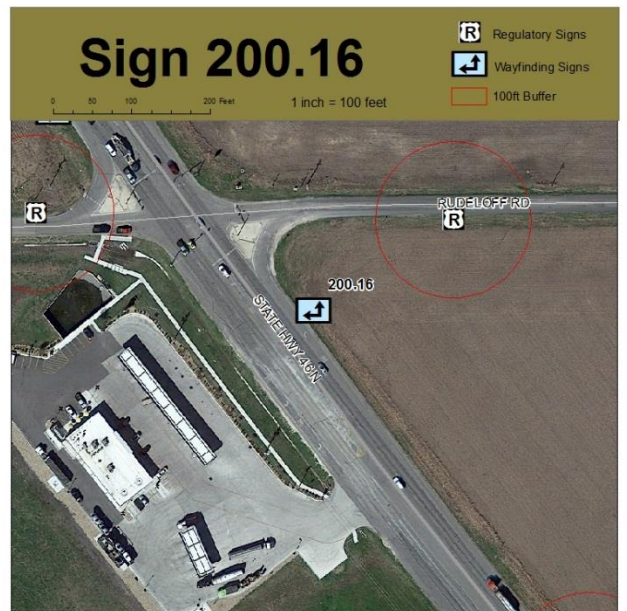 Sign 200.16
R Regulatory Signs
Wayfinding Signs
100ft Buffer
0 50 100 200 Feet
1 inch = 100 feet
R
RUDELOFF RD
R
200.16
STATE HWY 46 N